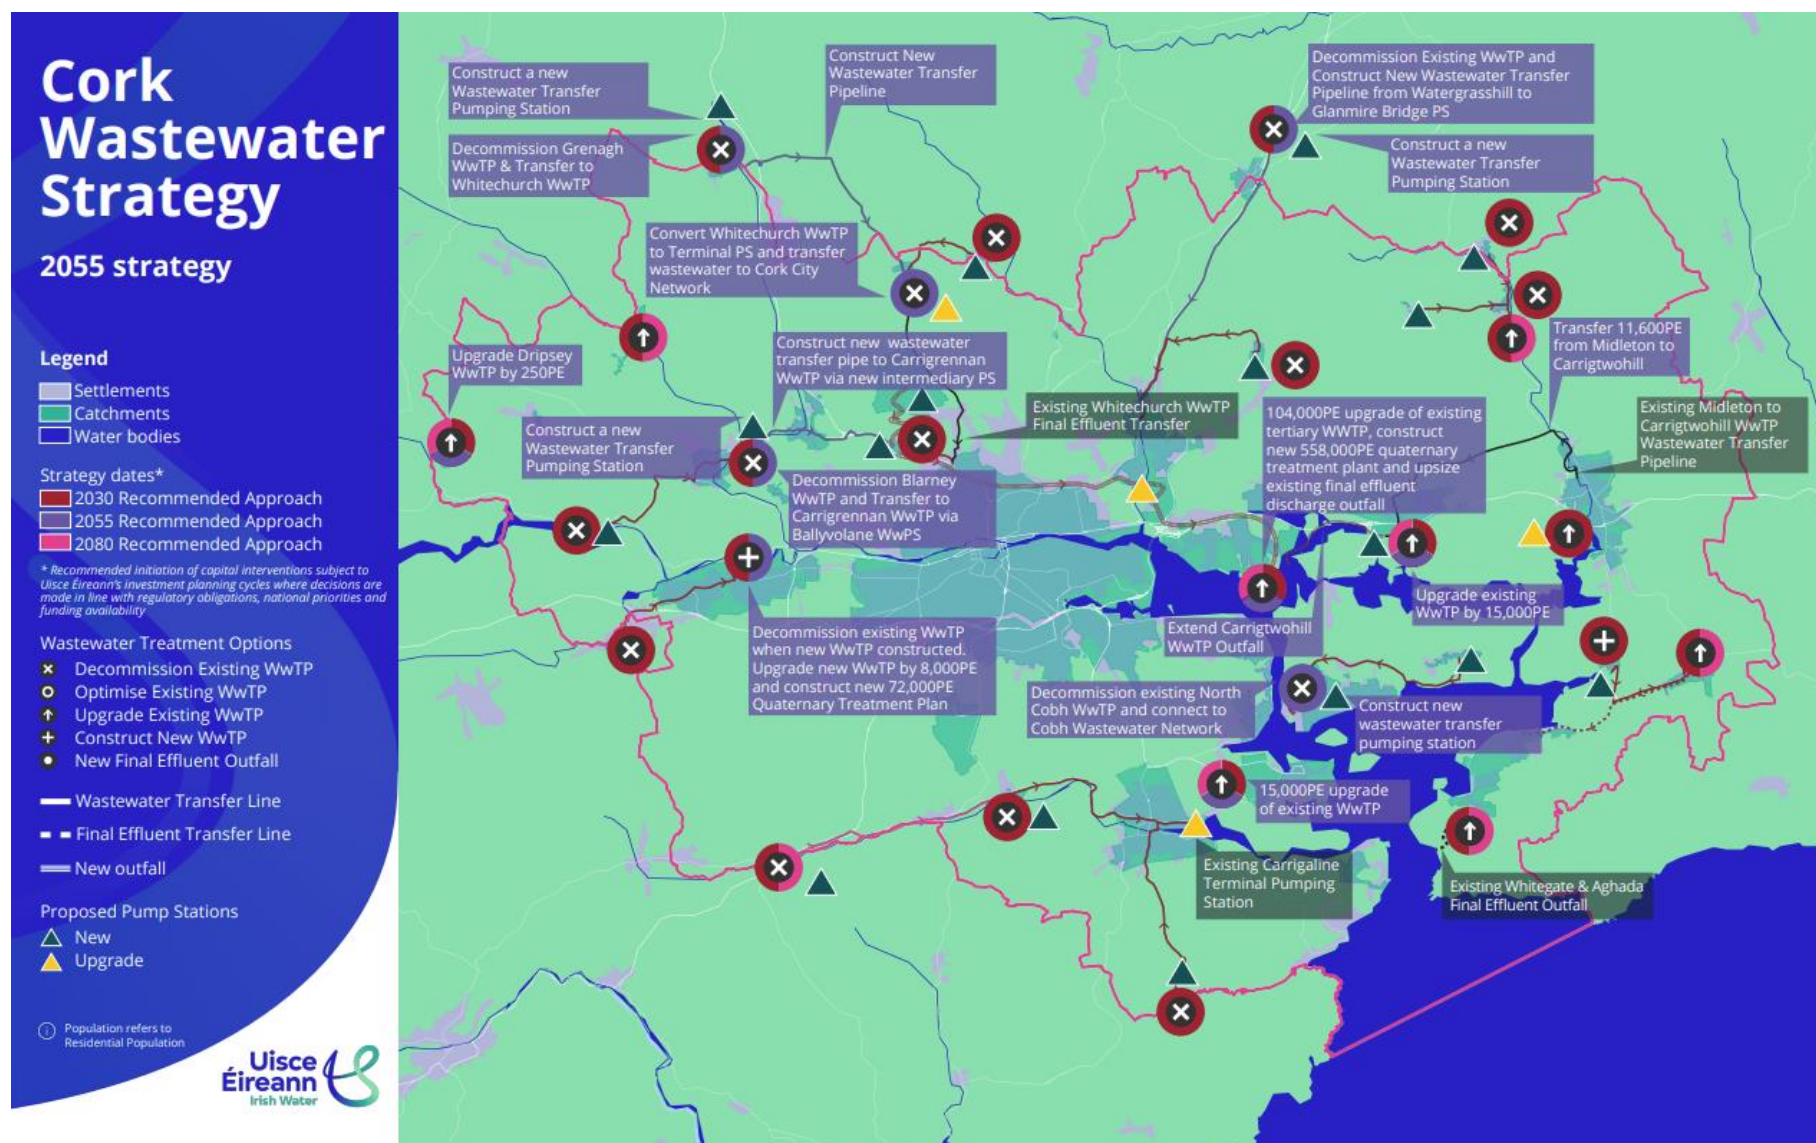 Cork
Wastewater
Strategy
2055 strategy
Legend
Settlements
Catchments
Water bodies
Strategy dates*
2030 Recommended Approach
2055 Recommended Approach
2080 Recommended Approach
* Recommended initiation of capital interventions subject to
Uisce Éireann's investment planning cycles where decisions are
made in line with regulatory obligations, national priorities and
funding availability
Wastewater Treatment Options
Decommission Existing WwTP
Optimise Existing WwTP
Upgrade Existing WwTP
Construct New WwTP
New Final Effluent Outfall
Wastewater Transfer Line
Final Effluent Transfer Line
New outfall
Proposed Pump Stations
New
Upgrade
Population refers to
Residential Population
Uisce
Éireann
Irish Water
Construct a new
Wastewater Transfer
Pumping Station
Decommission Grenagh
WwTP & Transfer to
Whitechurch WwTP
Construct New
Wastewater Transfer
Pipeline
Decommission Existing WwTP and
Construct New Wastewater Transfer
Pipeline from Watergrasshill to
Glanmire Bridge PS
Construct a new
Wastewater Transfer
Pumping Station
Convert Whitechurch WwTP
to Terminal PS and transfer
wastewater to Cork City
Network
Upgrade Dripsey
WwTP by 250PE
Construct new wastewater
transfer pipe to Carrigrennan
WwTP via new intermediary PS
Transfer 11,600PE
from Midleton to
Carrigtwohill
Construct a new
Wastewater Transfer
Pumping Station
Existing Whitechurch WwTP
Final Effluent Transfer
104,000PE upgrade of existing
tertiary WWTP, construct
new 558,000PE quaternary
treatment plant and upsize
existing final effluent
discharge outfall
Existing Midleton to
Carrigtwohill WwTP
Wastewater Transfer
Pipeline
Decommission Blarney
WwTP and Transfer to
Carrigrennan WwTP via
Ballyvolane WwPS
Upgrade existing
WwTP by 15,000PE
Decommission existing WwTP
when new WwTP constructed.
Upgrade new WwTP by 8,000PE
and construct new 72,000PE
Quaternary Treatment Plan
Extend Carrigtwohill
WwTP Outfall
Decommission existing North
Cobh WwTP and connect to
Cobh Wastewater Network
Construct new
wastewater transfer
pumping station
15,000PE upgrade
of existing WwTP
Existing Carrigaline
Terminal Pumping
Station
Existing Whitegate & Aghada
Final Effluent Outfall